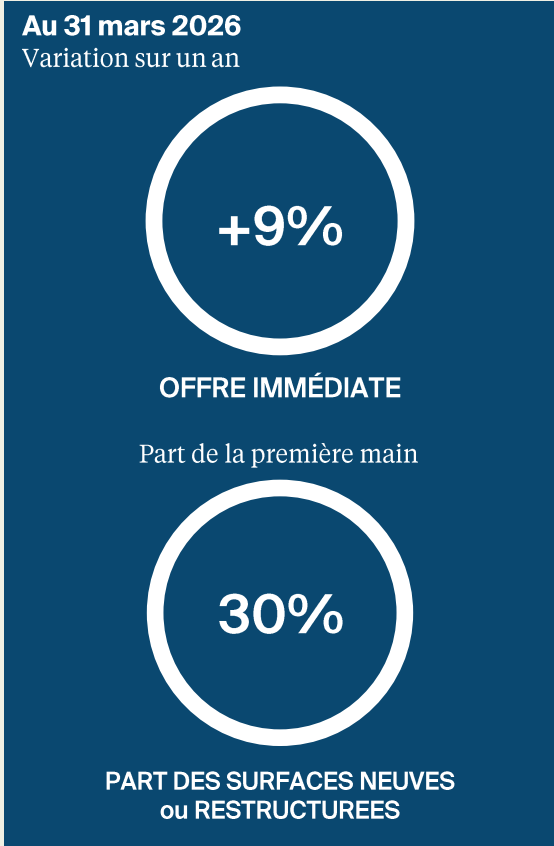 Au 31 mars 2026
Variation sur un an
+9%
OFFRE IMMÉDIATE
Part de la première main
30%
PART DES SURFACES NEUVES
ou RESTRUCTUREES